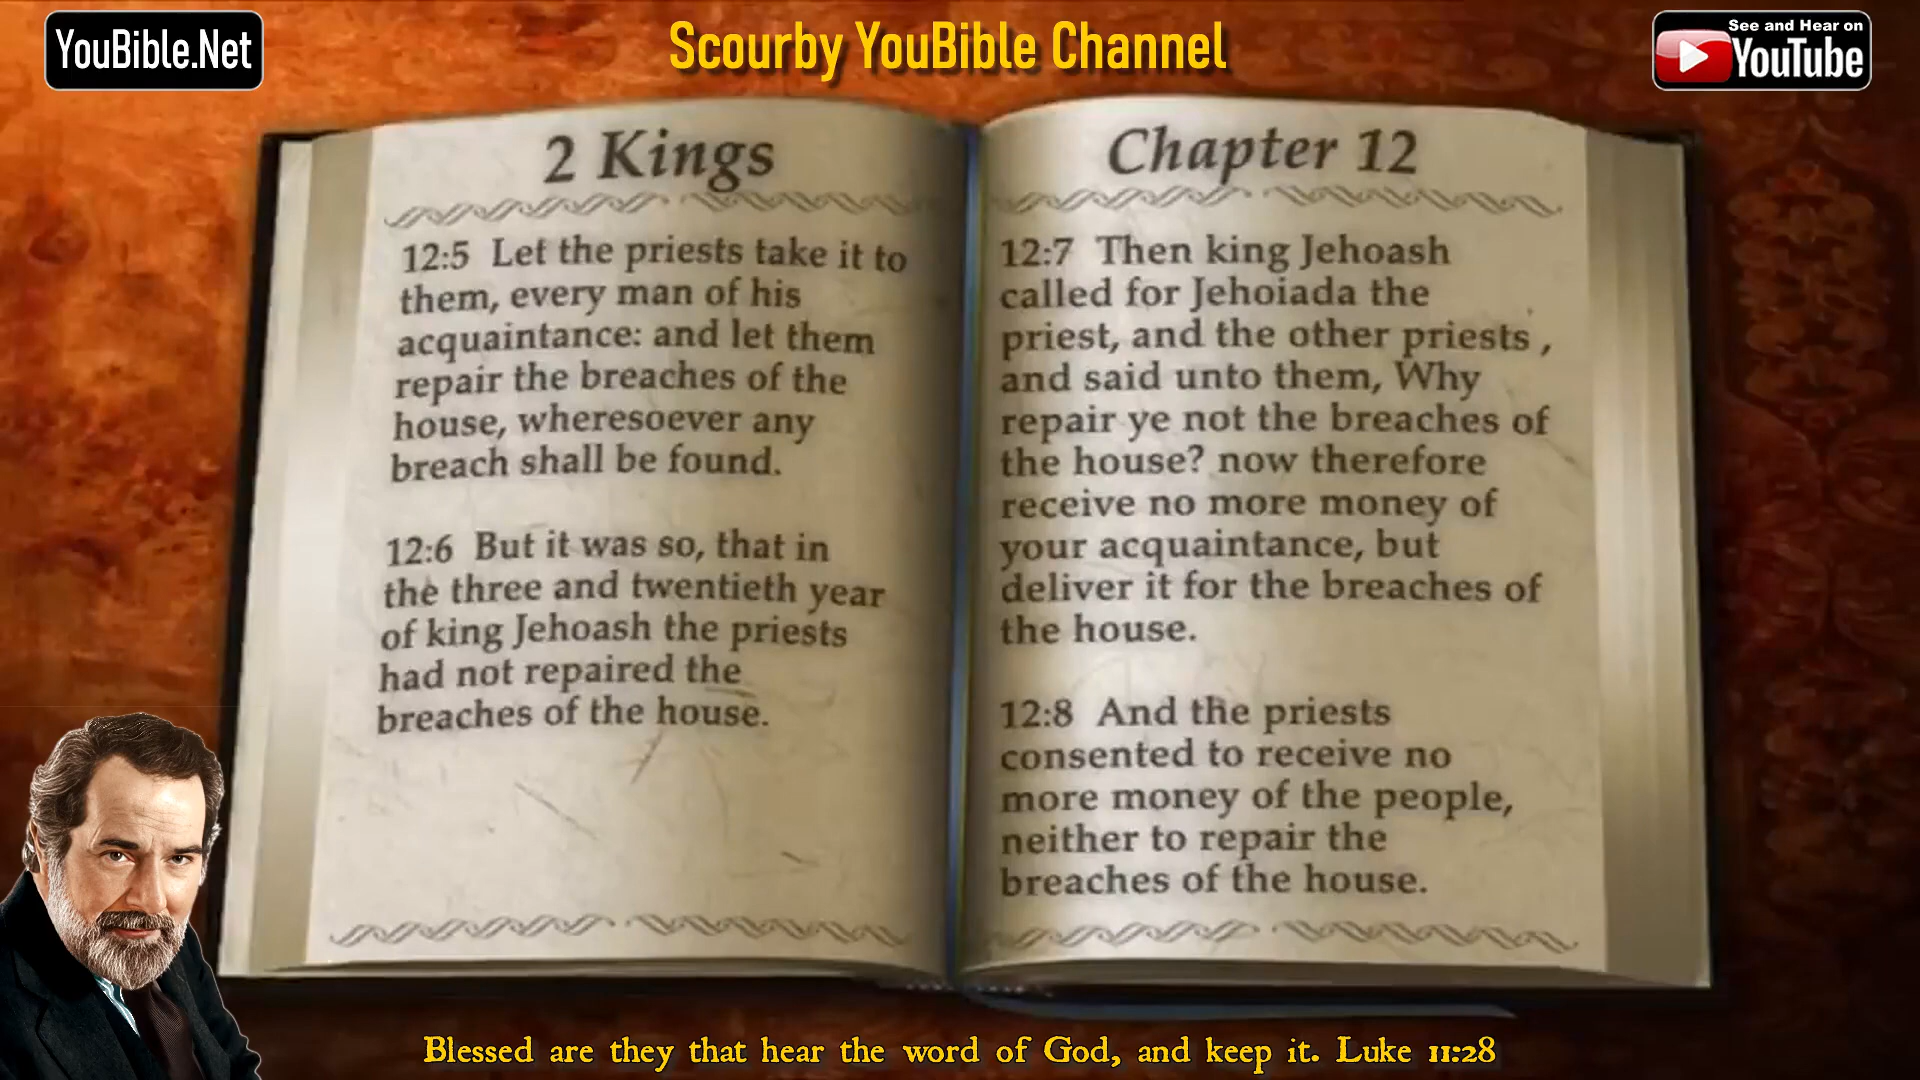 YouBible.Net
Scourby YouBible Channel
See and Hear on
YouTube
2 Kings
12:5 Let the priests take it to
them, every man of his
acquaintance: and let them
repair the breaches of the
house, wheresoever any
breach shall be found.
12:6 But it was so, that in
the three and twentieth year
of king Jehoash the priests
had not repaired the
breaches of the house.
Chapter 12
12:7 Then king Jehoash
called for Jehoiada the
priest, and the other priests ,
and said unto them, Why
repair ye not the breaches of
the house? now therefore
receive no more money of
your acquaintance, but
deliver it for the breaches of
the house.
12:8 And the priests
consented to receive no
more money of the people,
neither to repair the
breaches of the house.
Blessed are they that hear the word of God, and keep it. Luke 11:28